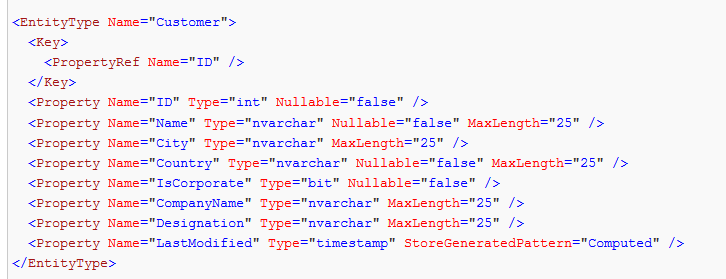 <EntityType Name="Customer">
<Key>
<PropertyRef Name="ID" />
</Key>
<Property Name="ID" Type="int" Nullable="false" />
<Property Name="Name" Type="nvarchar" Nullable="false" MaxLength="25" />
<Property Name="City" Type="nvarchar" MaxLength="25" />
<Property Name="Country" Type="nvarchar" Nullable="false" MaxLength="25" />
<Property Name="IsCorporate" Type="bit" Nullable="false" />
<Property Name="CompanyName" Type="nvarchar" MaxLength="25" />
<Property Name="Designation" Type="nvarchar" MaxLength="25" />
<Property Name="LastModified" Type="timestamp" StoreGeneratedPattern="Computed" />
</EntityType>